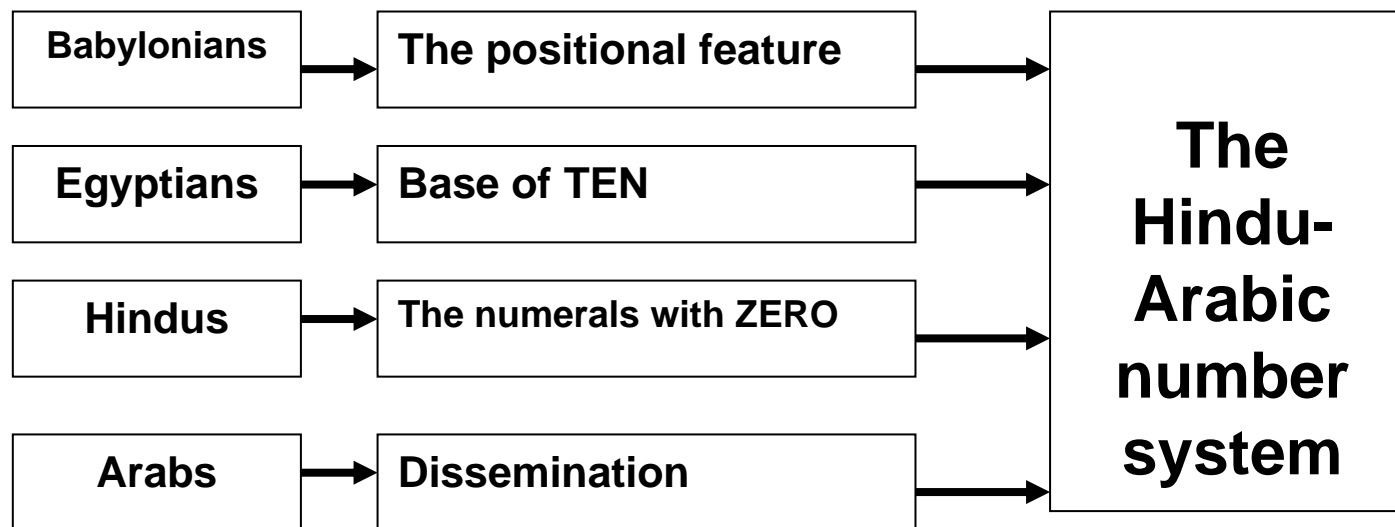 Babylonians
The positional feature
Egyptians
Base of TEN
Hindus
The numerals with ZERO
Arabs
Dissemination
The
Hindu-
Arabic
number
system